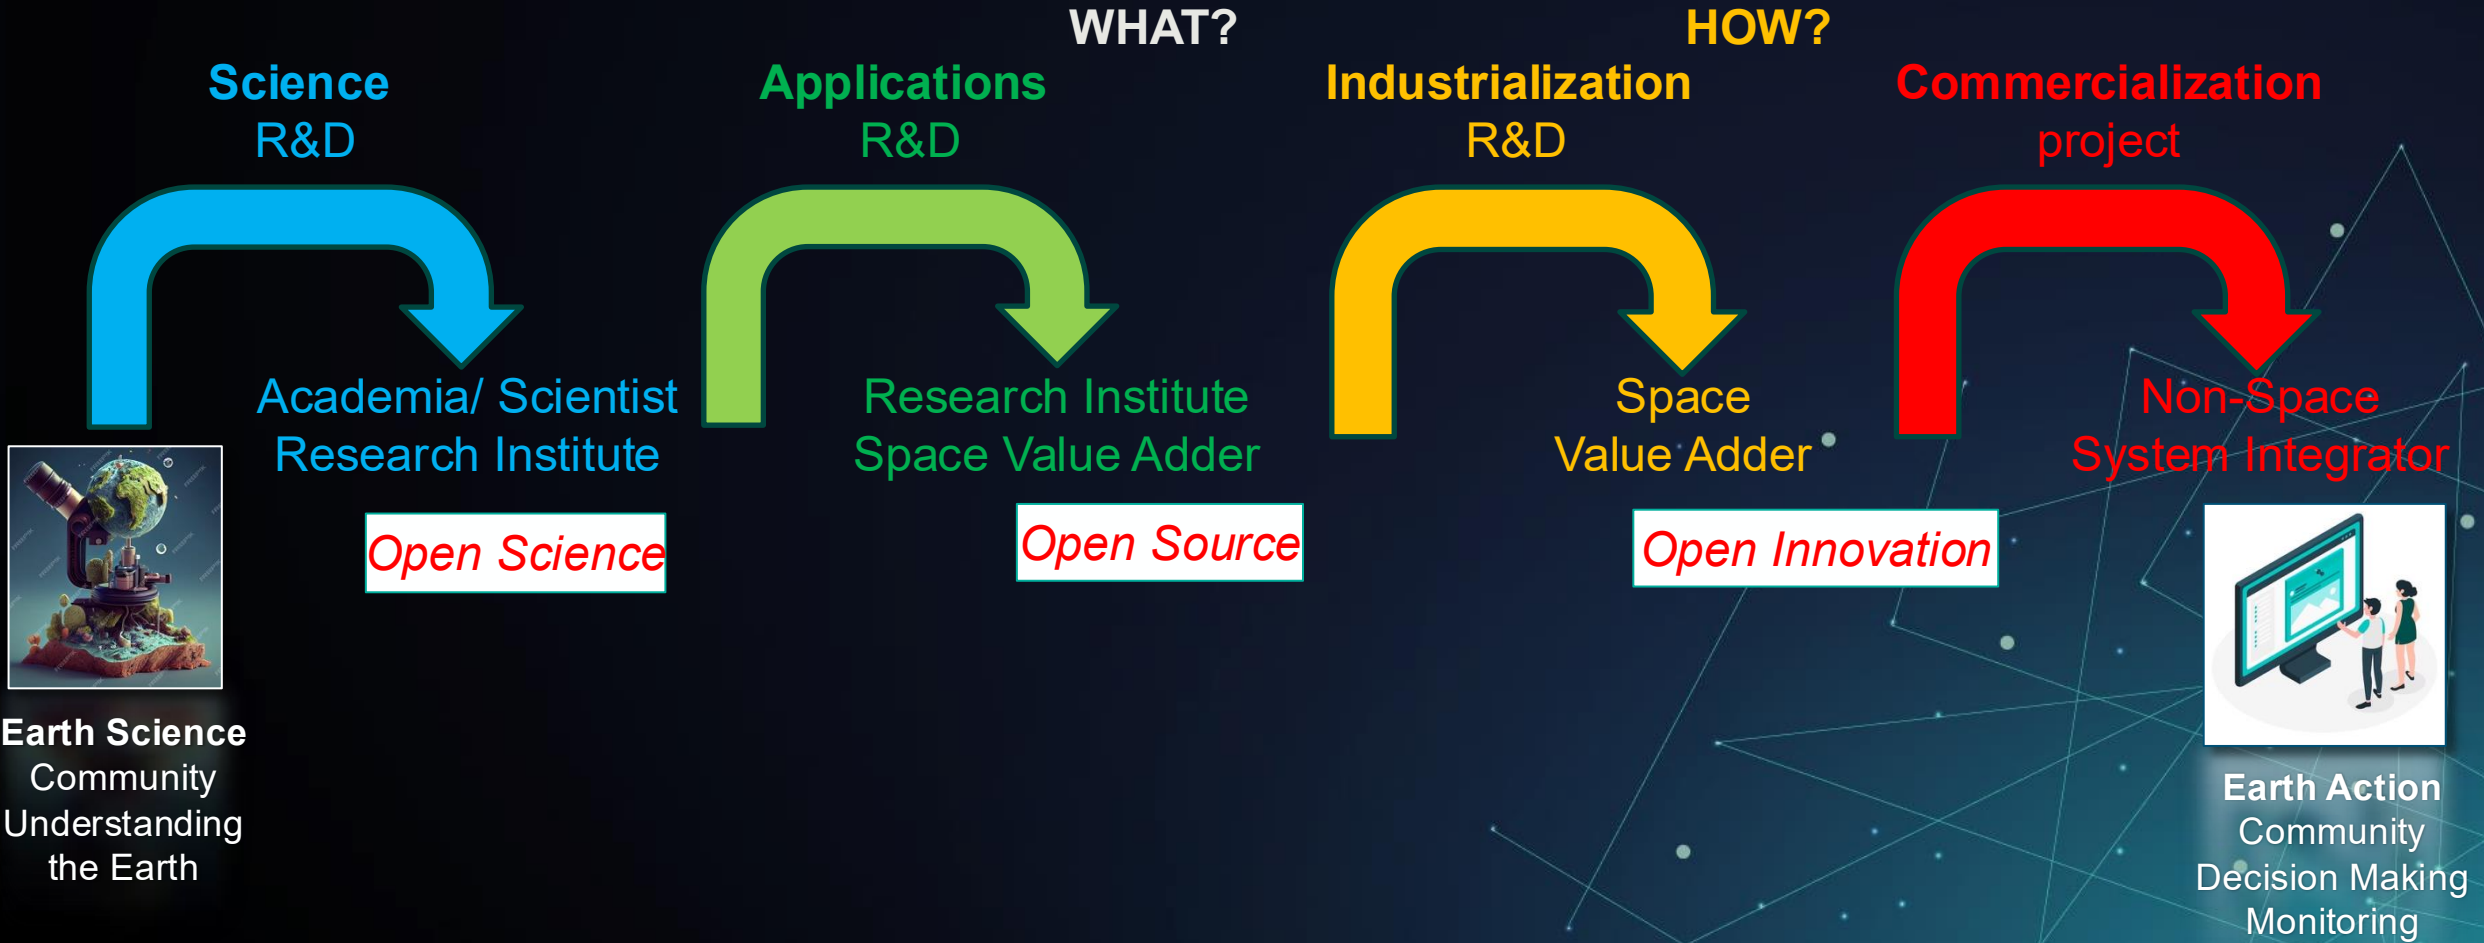 WHAT?
HOW?
Science
R&D
Applications
R&D
Industrialization
R&D
Commercialization
project
Academia/ Scientist
Research Institute
Research Institute
Space Value Adder
Space
Value Adder
Non-Space
System Integrator
Open Science
Open Source
Open Innovation
Earth Science
Community
Understanding
the Earth
Earth Action
Community
Decision Making
Monitoring